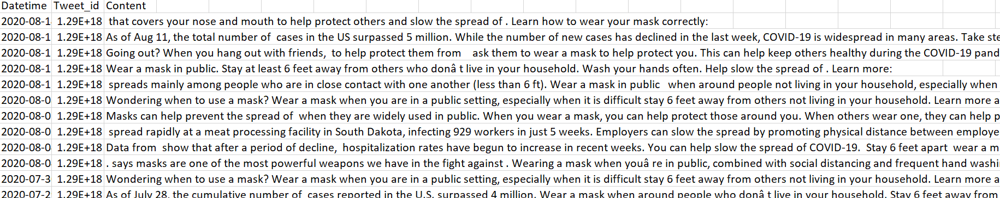 Datetime Tweet_id Content
2020-08-1 1.29E+18 that covers your nose and mouth to help protect others and slow the spread of . Learn how to wear your mask correctly:
2020-08-1 1.29E+18 As of Aug 11, the total number of  cases in the US surpassed 5 million. While the number of new cases has declined in the last week, COVID-19 is widespread in many areas. Take ste
2020-08-1 1.29E+18 Going out? When you hang out with friends,  to help protect them from    ask them to wear a mask to help protect you. This can help keep others healthy during the COVID-19 pand
2020-08-1 1.29E+18 Wear a mask in public. Stay at least 6 feet away from others who donâ t live in your household. Wash your hands often. Help slow the spread of . Learn more:
2020-08-1 1.29E+18 spreads mainly among people who are in close contact with one another (less than 6 ft). Wear a mask in public   when around people not living in your household, especially when
2020-08-0 1.29E+18 Wondering when to use a mask? Wear a mask when you are in a public setting, especially when it is difficult stay 6 feet away from others not living in your household. Learn more a
2020-08-0 1.29E+18 Masks can help prevent the spread of  when they are widely used in public. When you wear a mask, you can help protect those around you. When others wear one, they can help p
2020-08-0 1.29E+18 spread rapidly at a meat processing facility in South Dakota, infecting 929 workers in just 5 weeks. Employers can slow the spread by promoting physical distance between employe
2020-08-0 1.29E+18 Data from  show that after a period of decline,  hospitalization rates have begun to increase in recent weeks. You can help slow the spread of COVID-19.  Stay 6 feet apart  wear a m
2020-08-0 1.29E+18 . says masks are one of the most powerful weapons we have in the fight against . Wearing a mask when youâ re in public, combined with social distancing and frequent hand washi
2020-07-3 1.29E+18 Wondering when to use a mask? Wear a mask when you are in a public setting, especially when it is difficult stay 6 feet away from others not living in your household. Learn more a
2020-07-2 1.29E+18 As of July 28, the cumulative number of  cases reported in the U.S. surpassed 4 million. Wear a mask when around people who donâ t live in your household. Stay 6 feet away from